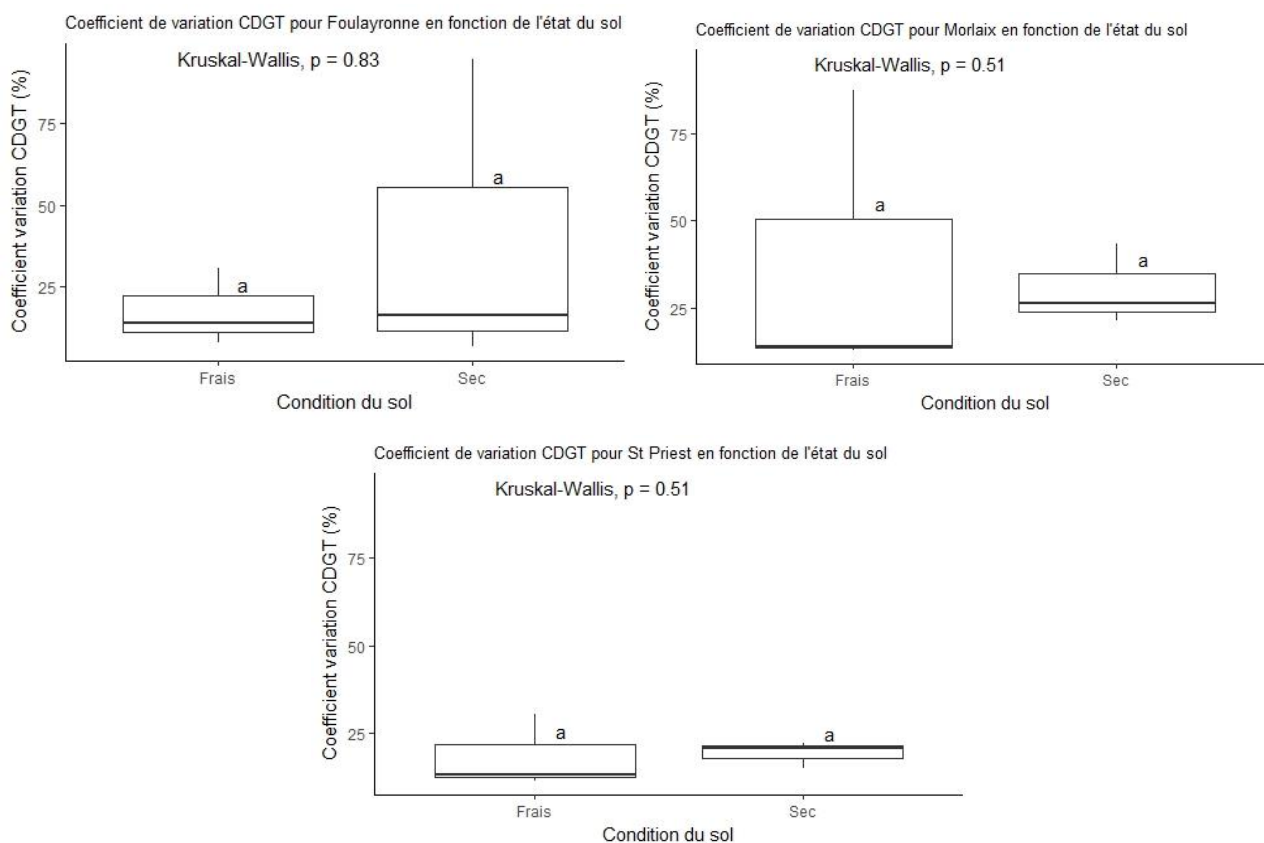 Coefficient de variation CDGT pour Foulayronne en fonction de l'état du sol
Kruskal-Wallis, p = 0.83
Coefficient variation CDGT (%)
75
50
25
a
a
Frais
Sec
Condition du sol
Coefficient de variation CDGT pour Morlaix en fonction de l'état du sol
Kruskal-Wallis, p = 0.51
Coefficient variation CDGT (%)
75
50
25
a
a
Frais
Sec
Condition du sol
Coefficient de variation CDGT pour St Priest en fonction de l'état du sol
Kruskal-Wallis, p = 0.51
Coefficient variation CDGT (%)
75
50
25
a
a
Frais
Sec
Condition du sol